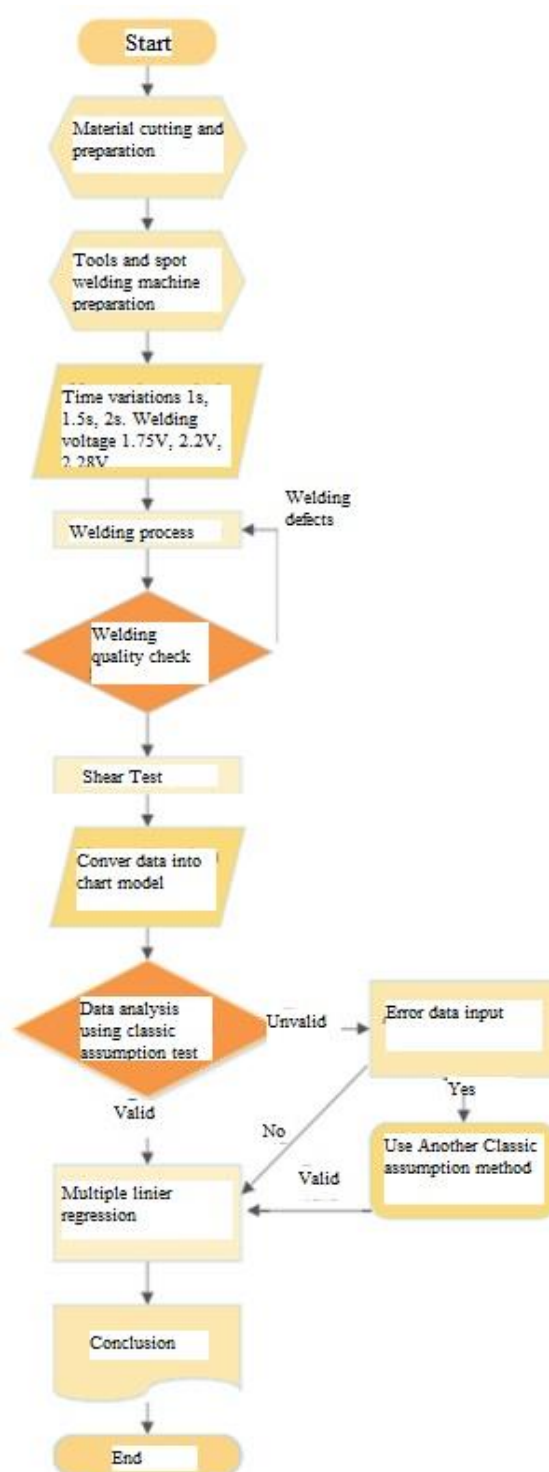 Start
Material cutting and
preparation
Tools and spot
welding machine
preparation
Time variations 1s,
1.5s, 2s. Welding
voltage 1.75V, 2.2V,
2.28V
Welding
defects
Welding process
Welding
quality check
Shear Test
Conver data into
chart model
Data analysis
using classic
assumption test
Unvalid
Error data input
Valid
Yes
No
Use Another Classic
assumption method
Valid
Multiple linier
regression
Conclusion
End